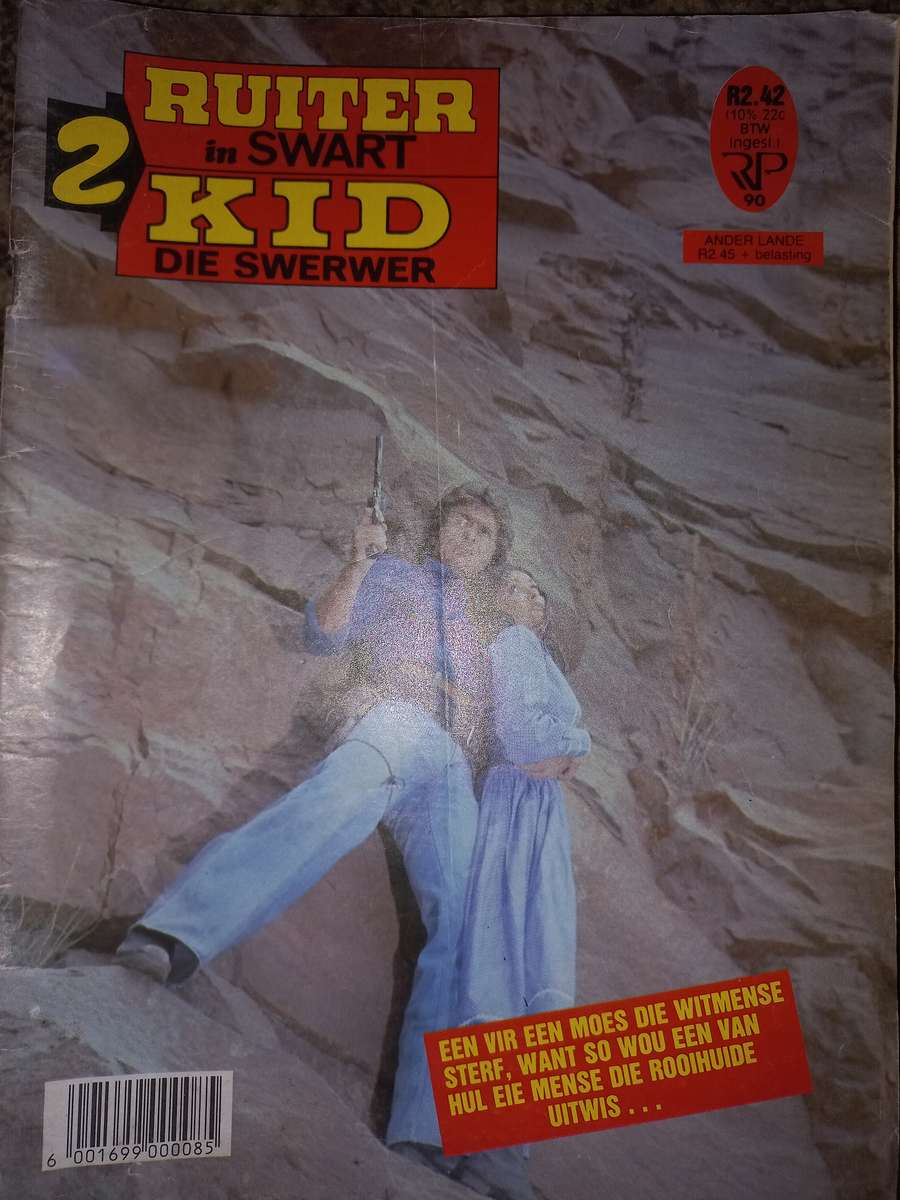 2
RUITER
in SWART
KID
DIE SWERWER
R2.42
(10% 22c
BTW
ingesl.)
RP
90
ANDER LANDE
R2.45 + belasting
EEN VIR EEN MOES DIE WITMENSE
STERF, WANT SO WOU EEN VAN
HUL EIE MENSE DIE ROOIHUIDE
UITWIS . . .
6 001699 000085